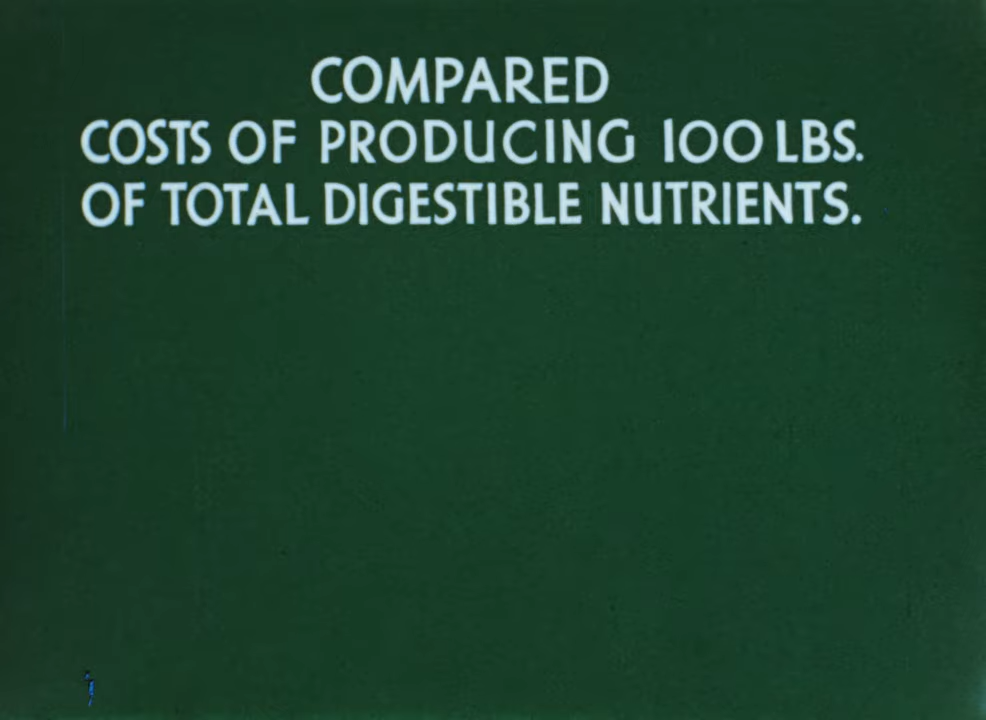 COMPARED
COSTS OF PRODUCING 100 LBS.
OF TOTAL DIGESTIBLE NUTRIENTS.